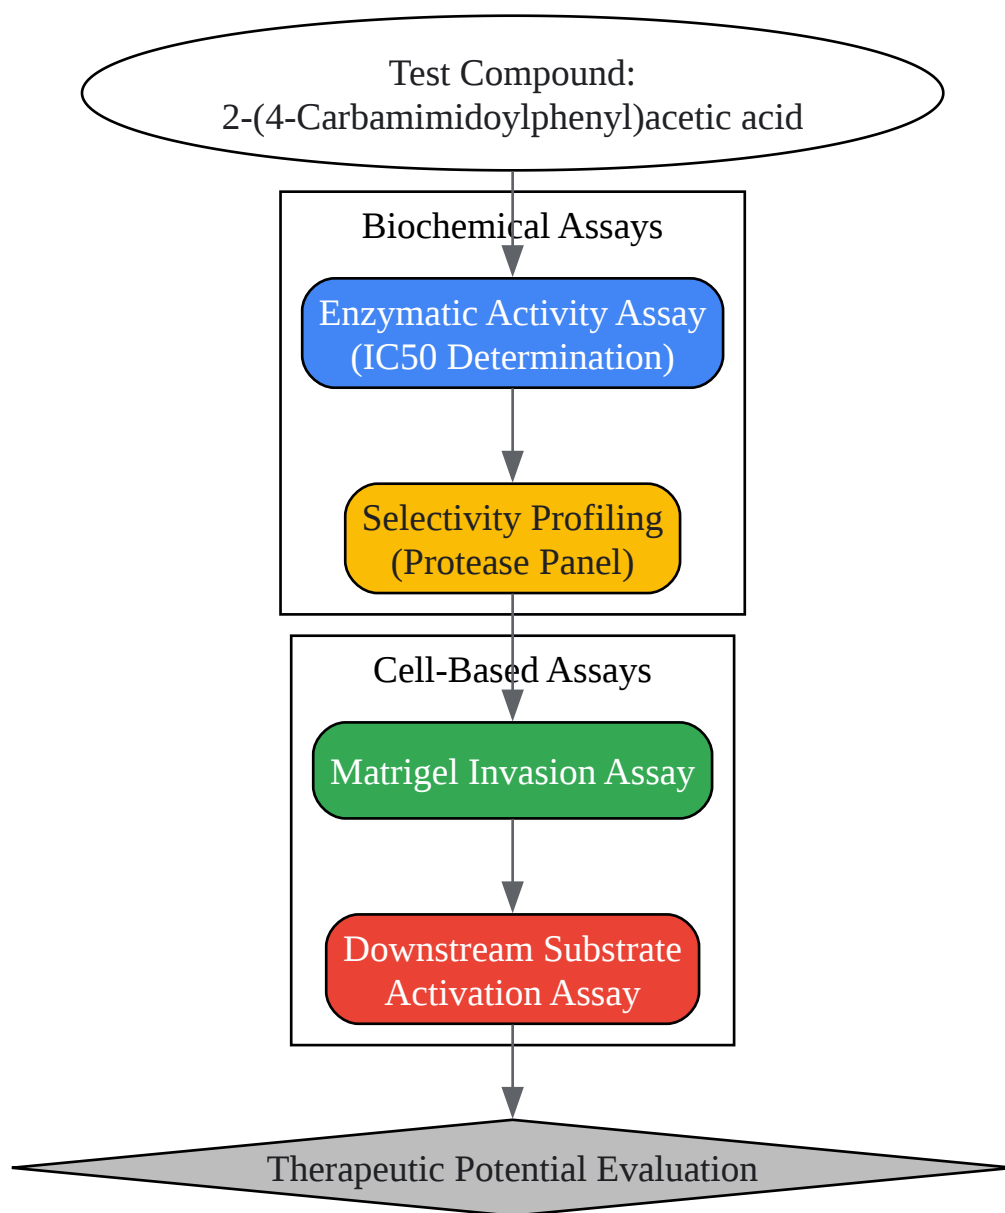 Test Compound:
2-(4-Carbamimidoylphenyl)acetic acid
Biochemical Assays
Enzymatic Activity Assay
(IC50 Determination)
Selectivity Profiling
(Protease Panel)
Cell-Based Assays
Matrigel Invasion Assay
Downstream Substrate
Activation Assay
Therapeutic Potential Evaluation